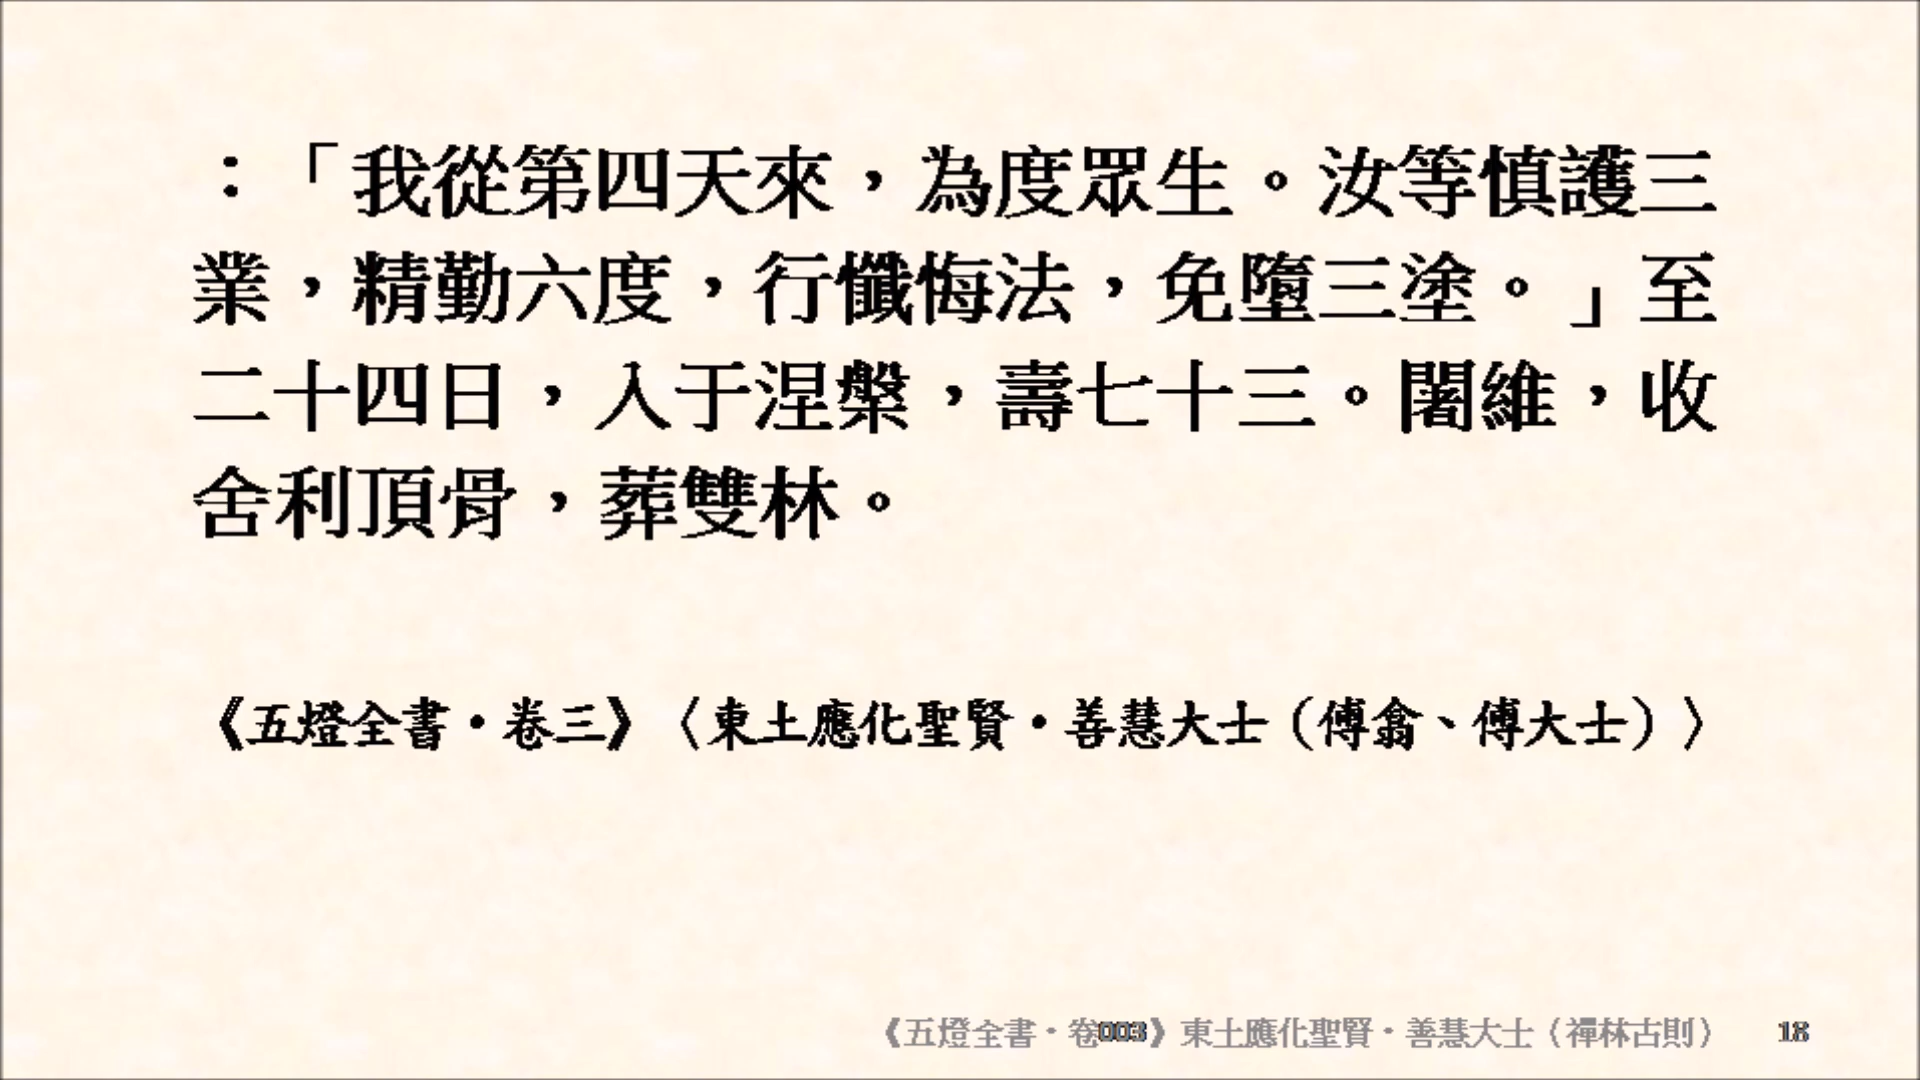 ：「我從第四天來，為度眾生。汝等慎護三
業，精勤六度，行懺悔法，免墮三塗。」至
二十四日，入于涅槃，壽七十三。闍維，收
舍利頂骨，葬雙林。
《五燈全書·卷三》〈東土應化聖賢·善慧大士（傅翕、傅大士）〉
《五燈全書·卷003》東土應化聖賢·善慧大士（禪林古則） 18